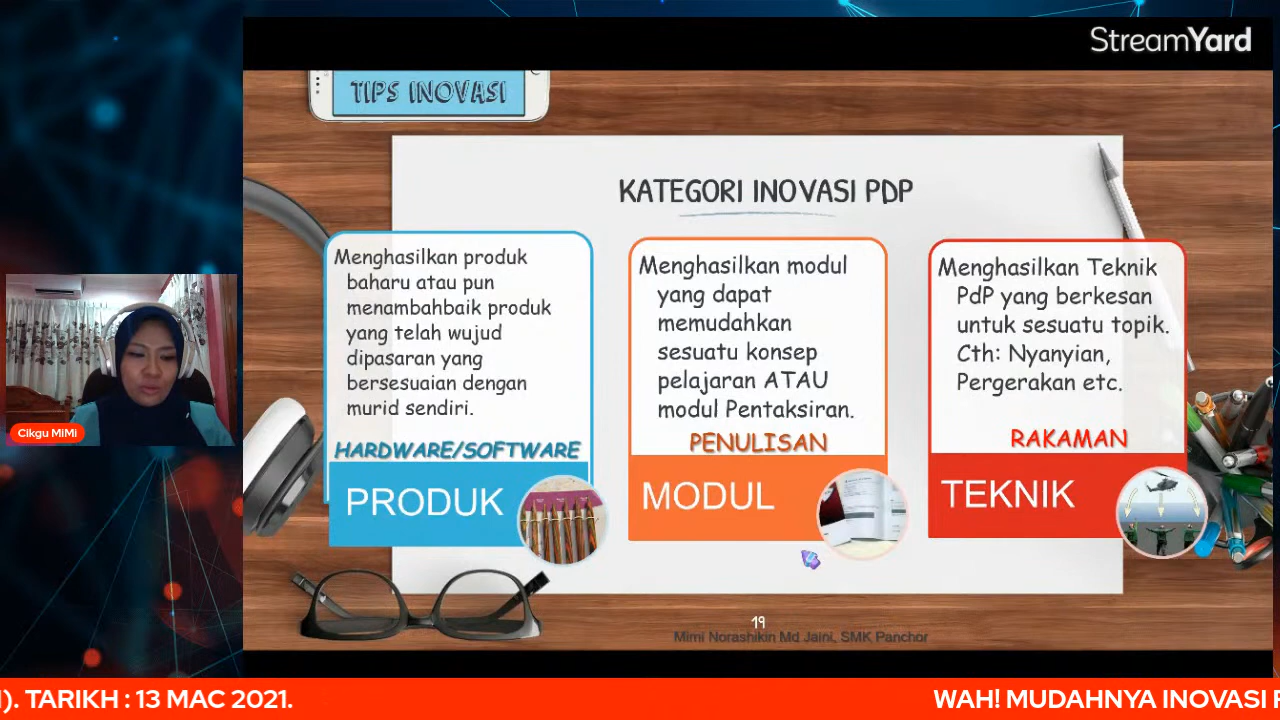 StreamYard
TIPS INOVASI
KATEGORI INOVASI PDP
Menghasilkan produk
baharu atau pun
menambahbaik produk
yang telah wujud
dipasaran yang
bersesuaian dengan
murid sendiri.
HARDWARE/SOFTWARE
PRODUK
Menghasilkan modul
yang dapat
memudahkan
sesuatu konsep
pelajaran ATAU
modul Pentaksiran.
PENULISAN
MODUL
Menghasilkan Teknik
PdP yang berkesan
untuk sesuatu topik.
Cth: Nyanyian,
Pergerakan etc.
RAKAMAN
TEKNIK
Cikgu MiMi
19
Mimi Norashikin Md Jaini, SMK Panchor
). TARIKH : 13 MAC 2021.
WAH! MUDAHNYA INOVASI